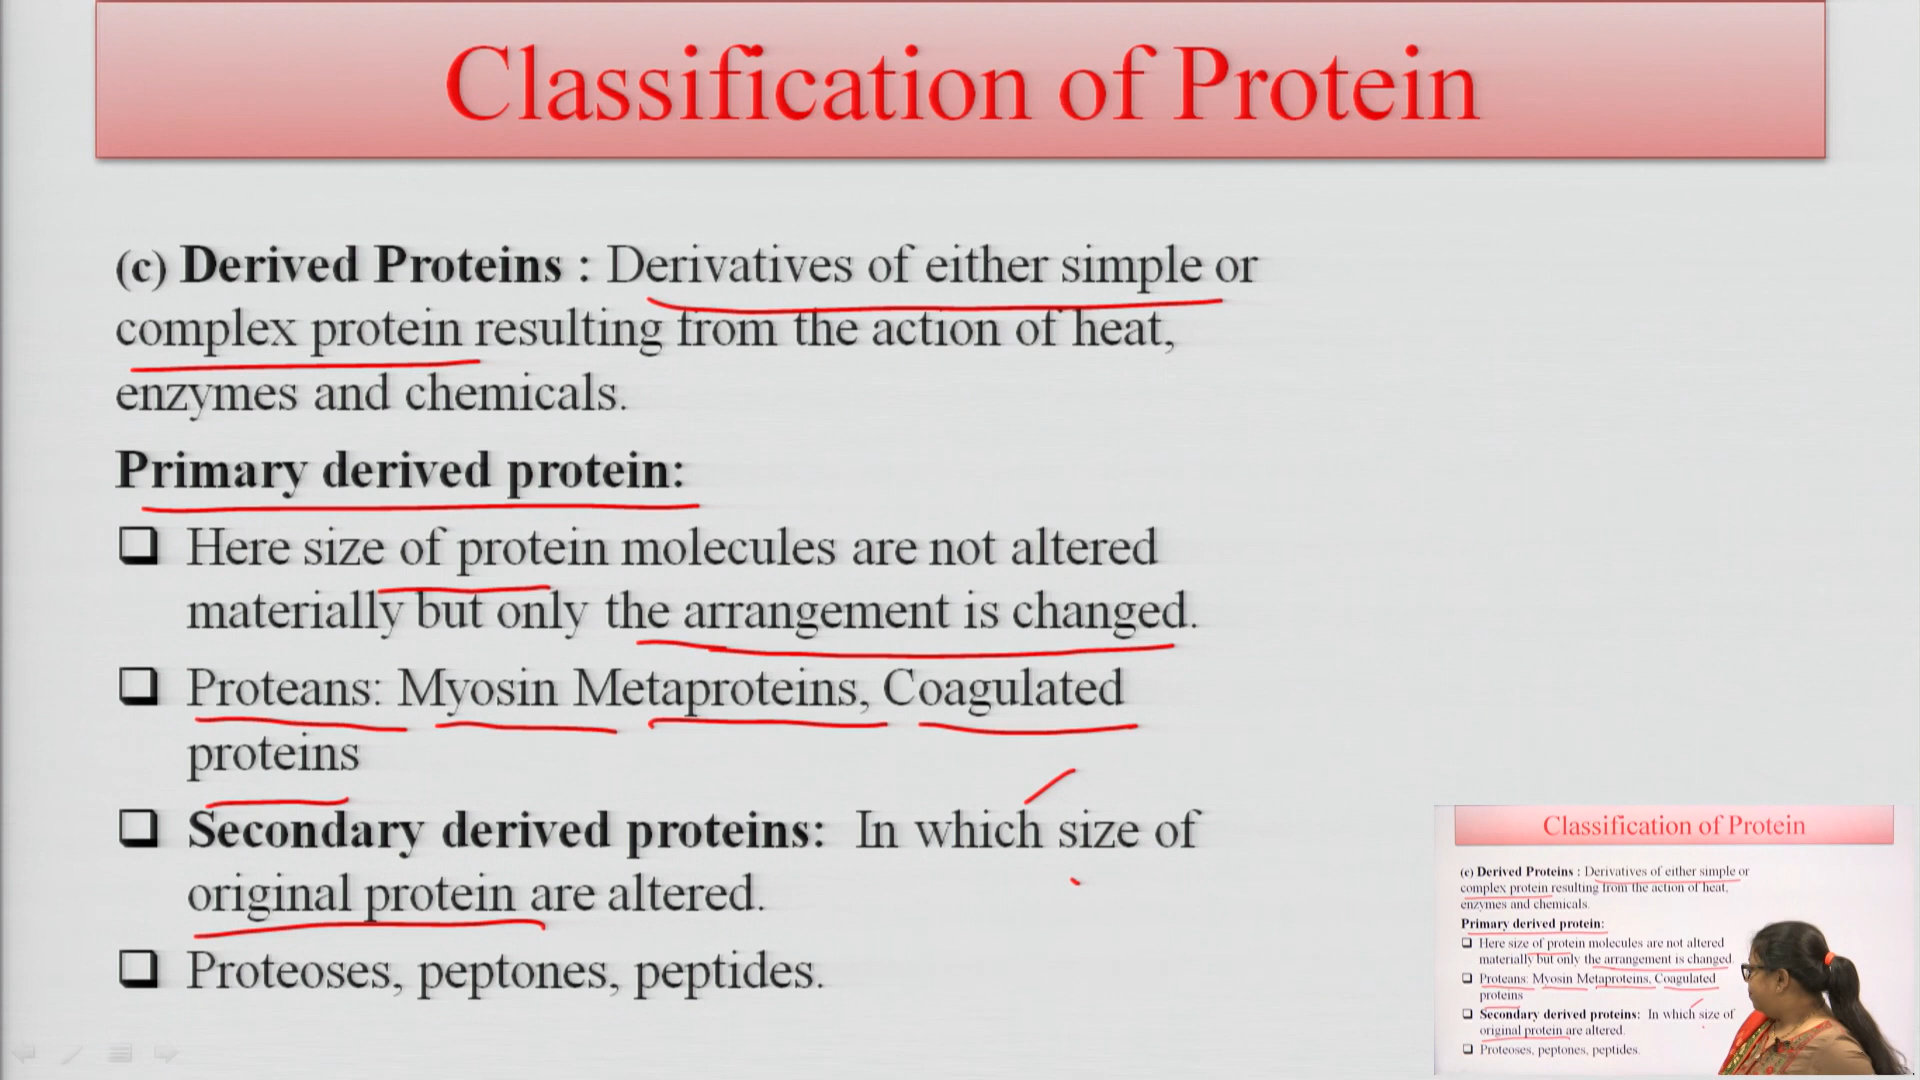 Classification of Protein
(c) Derived Proteins : Derivatives of either simple or
complex protein resulting from the action of heat,
enzymes and chemicals.
Primary derived protein:
❑ Here size of protein molecules are not altered
materially but only the arrangement is changed.
❑ Proteans: Myosin Metaproteins, Coagulated
proteins
❑ Secondary derived proteins: In which size of
original protein are altered.
❑ Proteoses, peptones, peptides.
Classification of Protein
(c) Derived Proteins : Derivatives of either simple or
complex protein resulting from the action of heat,
enzymes and chemicals.
Primary derived protein:
❑ Here size of protein molecules are not altered
materially but only the arrangement is changed.
❑ Proteans: Myosin Metaproteins, Coagulated
proteins
❑ Secondary derived proteins: In which size of
original protein are altered.
❑ Proteoses, peptones, peptides.